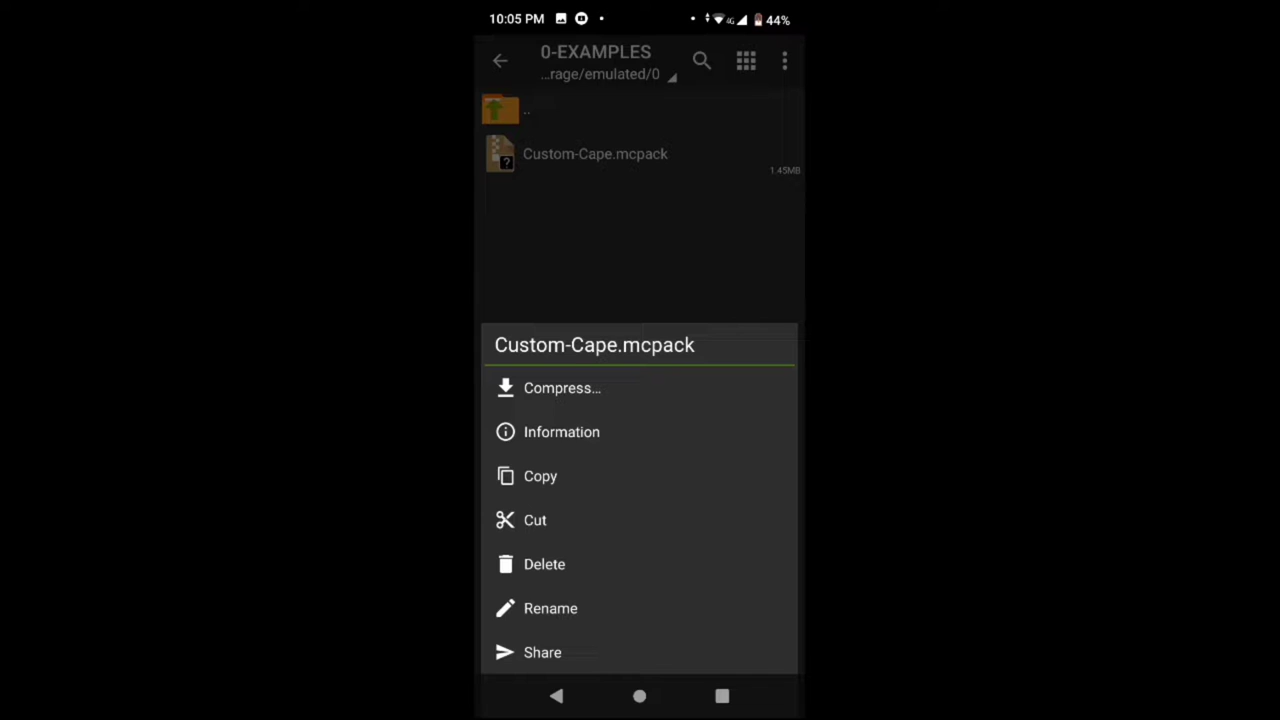 10:05 PM
4G
44%
0-EXAMPLES
...rage/emulated/0
..
Custom-Cape.mcpack
?
1.45MB
Custom-Cape.mcpack
Compress...
Information
Copy
Cut
Delete
Rename
Share